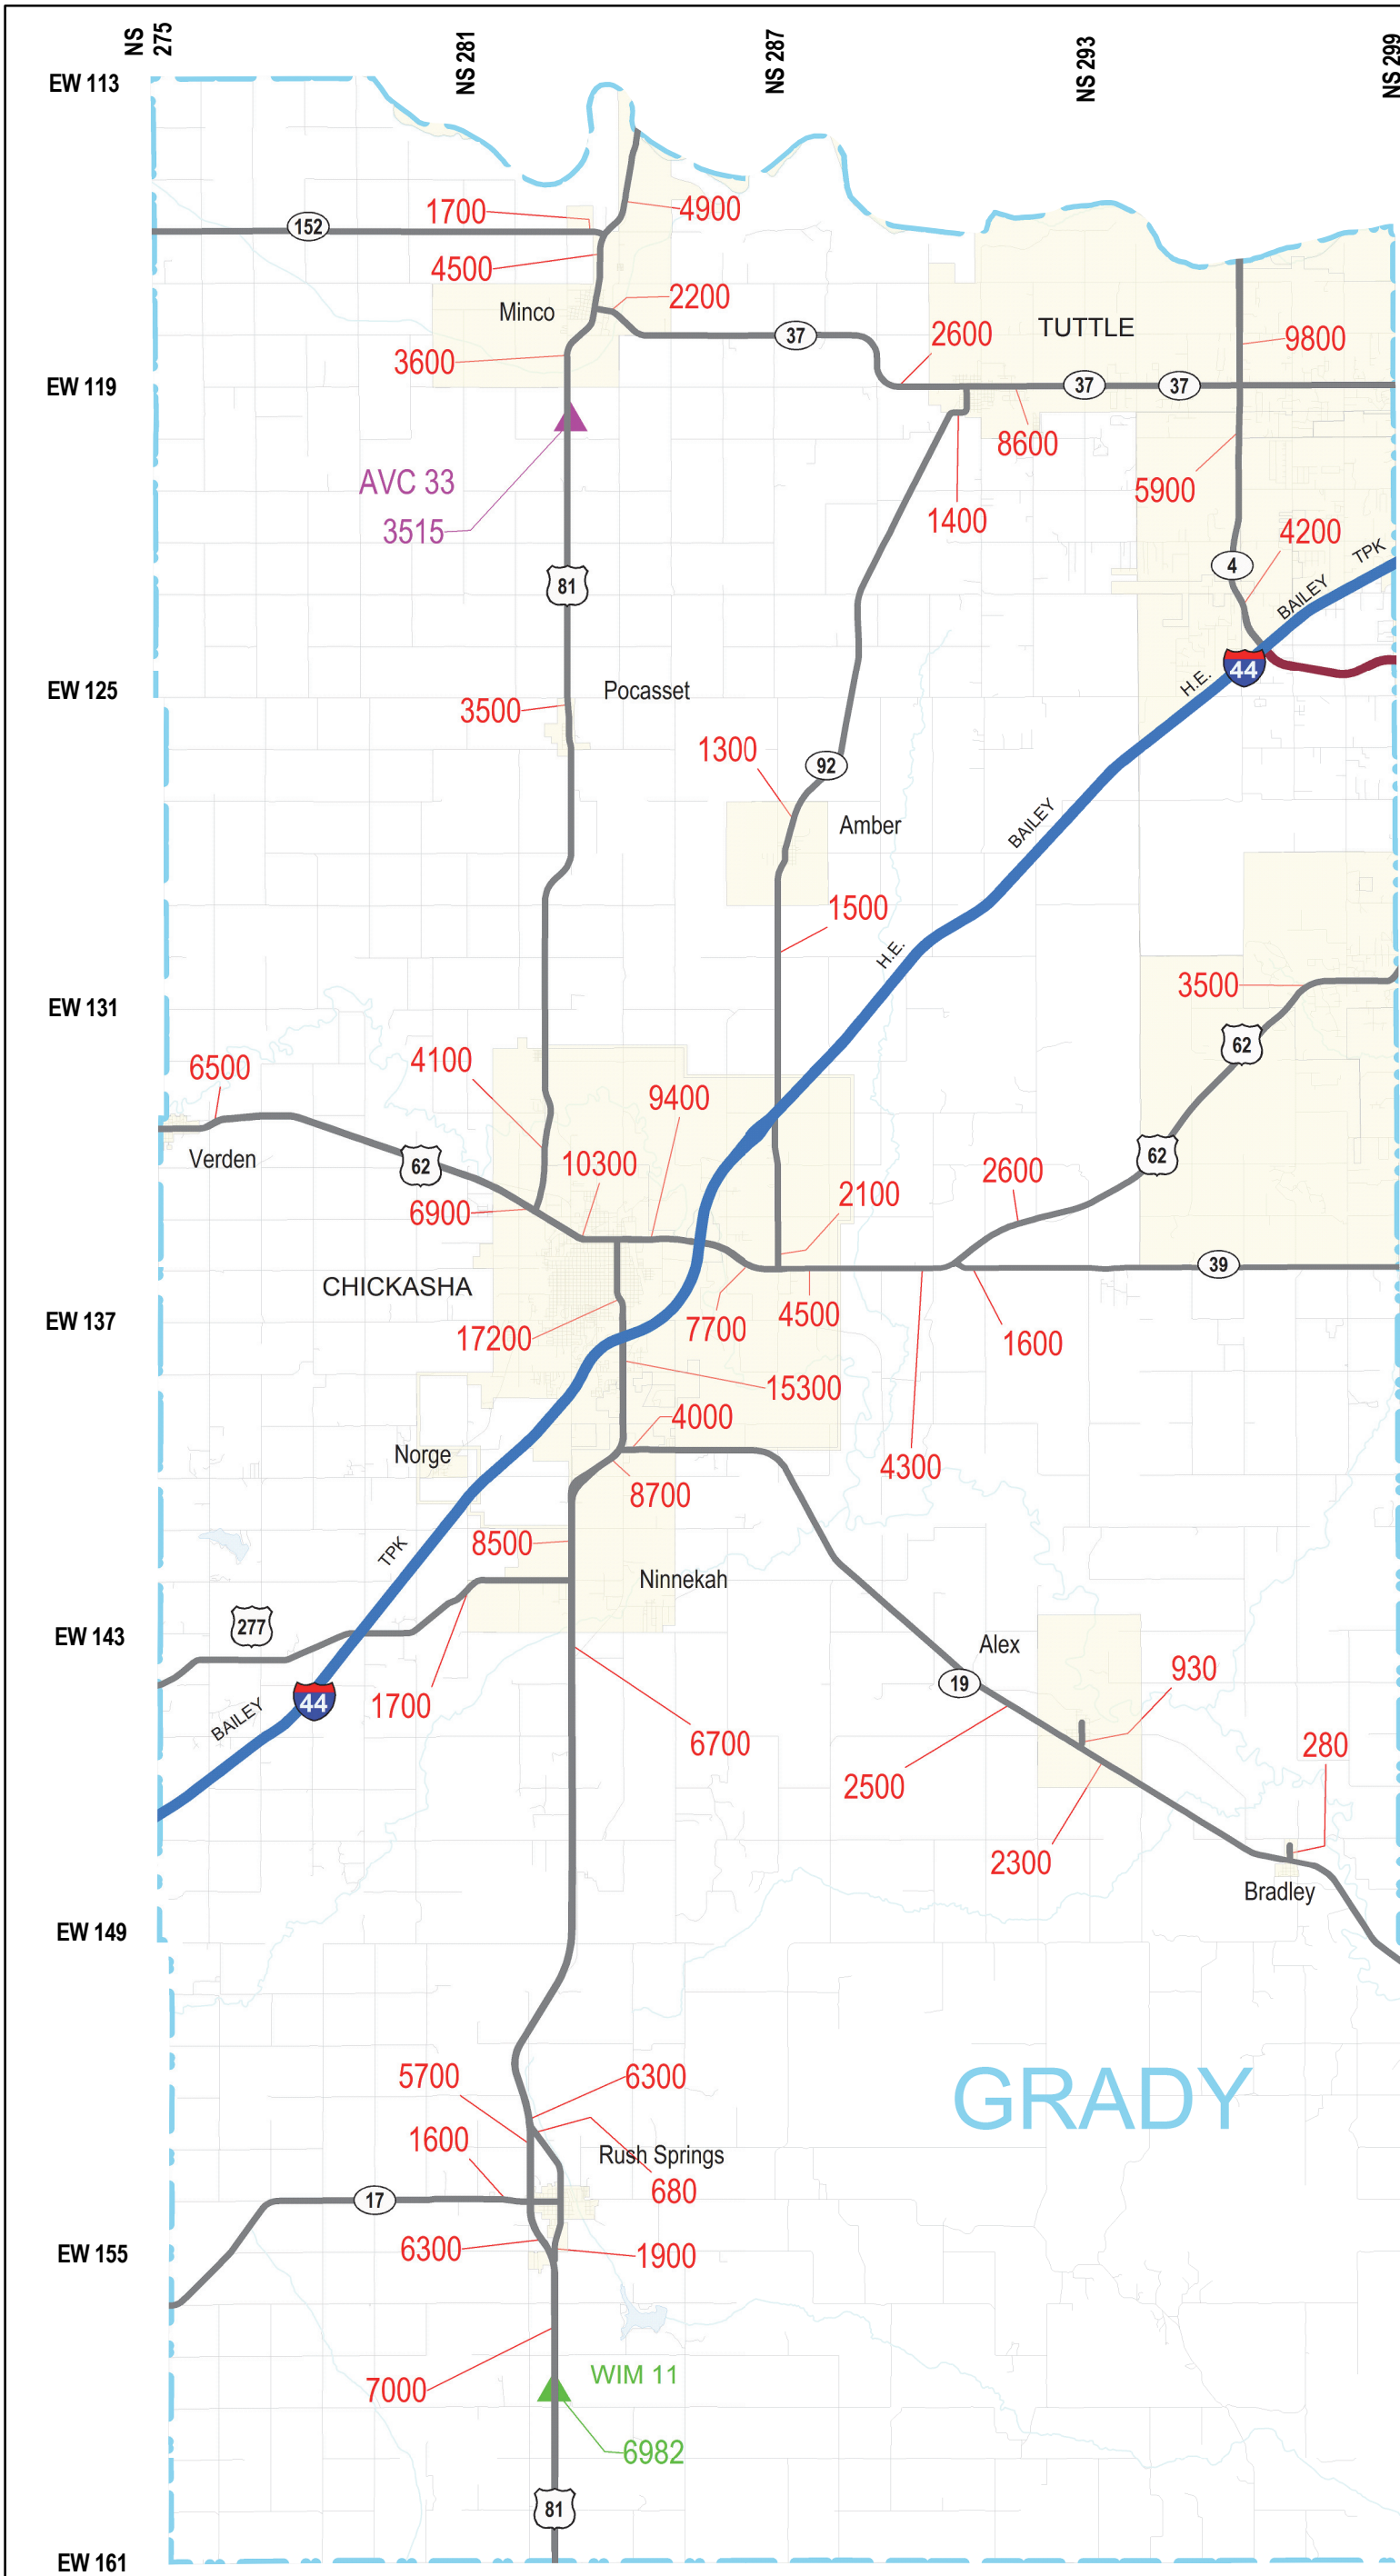 NS 275
NS 281
NS 287
NS 293
NS 299
EW 113
1700
4900
152
4500
2200
Minco
37
2600
TUTTLE
9800
3600
EW 119
37
37
8600
AVC 33
5900
3515
1400
4200
TPK
4
81
BAILEY
44
H.E.
EW 125
Pocasset
3500
1300
92
Amber
BAILEY
1500
H.E.
3500
EW 131
62
4100
6500
9400
Verden
62
10300
62
2600
2100
6900
39
CHICKASHA
4500
EW 137
7700
17200
1600
15300
4000
Norge
4300
8700
8500
TPK
Ninnekah
277
EW 143
Alex
930
19
44
1700
BAILEY
6700
280
2500
2300
Bradley
EW 149
5700
6300
GRADY
1600
Rush Springs
680
17
6300
1900
EW 155
WIM 11
7000
6982
81
EW 161